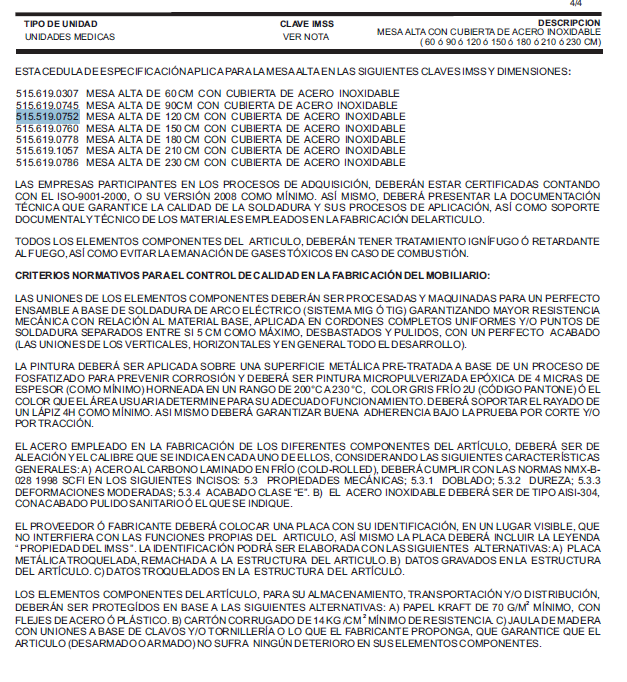 4/4
TIPO DE UNIDAD CLAVE IMSS DESCRIPCION
UNIDADES MEDICAS VER NOTA MESA ALTA CON CUBIERTA DE ACERO INOXIDABLE
( 60 ó 90 ó 120 ó 150 ó 180 ó 210 ó 230 CM)
ESTA CEDULA DE ESPECIFICACIÓN APLICA PARA LA MESA ALTA EN LAS SIGUIENTES CLAVES IMSS Y DIMENSIONES:
515.619.0307 MESA ALTA DE 60 CM CON CUBIERTA DE ACERO INOXIDABLE
515.619.0745 MESA ALTA DE 90CM CON CUBIERTA DE ACERO INOXIDABLE
515.519.0752 MESA ALTA DE 120 CM CON CUBIERTA DE ACERO INOXIDABLE
515.619.0760 MESA ALTA DE 150 CM CON CUBIERTA DE ACERO INOXIDABLE
515.619.0778 MESA ALTA DE 180 CM CON CUBIERTA DE ACERO INOXIDABLE
515.619.1057 MESA ALTA DE 210 CM CON CUBIERTA DE ACERO INOXIDABLE
515.619.0786 MESA ALTA DE 230 CM CON CUBIERTA DE ACERO INOXIDABLE
LAS EMPRESAS PARTICIPANTES EN LOS PROCESOS DE ADQUISICIÓN, DEBERÁN ESTAR CERTIFICADAS CONTANDO
CON EL ISO-9001-2000, O SU VERSIÓN 2008 COMO MÍNIMO. ASÍ MISMO, DEBERÁ PRESENTAR LA DOCUMENTACIÓN
TÉCNICA QUE GARANTICE LA CALIDAD DE LA SOLDADURA Y SUS PROCESOS DE APLICACIÓN, ASÍ COMO SOPORTE
DOCUMENTAL Y TÉCNICO DE LOS MATERIALES EMPLEADOS EN LA FABRICACIÓN DEL ARTICULO.
TODOS LOS ELEMENTOS COMPONENTES DEL ARTICULO, DEBERÁN TENER TRATAMIENTO IGNÍFUGO Ó RETARDANTE
AL FUEGO, ASÍ COMO EVITAR LA EMANACIÓN DE GASES TÓXICOS EN CASO DE COMBUSTIÓN.
CRITERIOS NORMATIVOS PARA EL CONTROL DE CALIDAD EN LA FABRICACIÓN DEL MOBILIARIO:
LAS UNIONES DE LOS ELEMENTOS COMPONENTES DEBERÁN SER PROCESADAS Y MAQUINADAS PARA UN PERFECTO
ENSAMBLE A BASE DE SOLDADURA DE ARCO ELÉCTRICO (SISTEMA MIG Ó TIG) GARANTIZANDO MAYOR RESISTENCIA
MECÁNICA CON RELACIÓN AL MATERIAL BASE, APLICADA EN CORDONES COMPLETOS UNIFORMES Y/O PUNTOS DE
SOLDADURA SEPARADOS ENTRE SI 5 CM COMO MÁXIMO, DESBASTADOS Y PULIDOS, CON UN PERFECTO ACABADO
(LAS UNIONES DE LOS VERTICALES, HORIZONTALES Y EN GENERAL TODO EL DESARROLLO).
LA PINTURA DEBERÁ SER APLICADA SOBRE UNA SUPERFICIE METÁLICA PRE-TRATADA A BASE DE UN PROCESO DE
FOSFATIZADO PARA PREVENIR CORROSIÓN Y DEBERÁ SER PINTURA MICROPULVERIZADA EPÓXICA DE 4 MICRAS DE
ESPESOR (COMO MÍNIMO) HORNEADA EN UN RANGO DE 200°C A 230°C, COLOR GRIS FRÍO 2U (CÓDIGO PANTONE) Ó EL
COLOR QUE EL ÁREA USUARIA DETERMINE PARA SU ADECUADO FUNCIONAMIENTO. DEBERÁ SOPORTAR EL RAYADO DE
UN LÁPIZ 4H COMO MÍNIMO. ASI MISMO DEBERÁ GARANTIZAR BUENA ADHERENCIA BAJO LA PRUEBA POR CORTE Y/O
POR TRACCIÓN.
EL ACERO EMPLEADO EN LA FABRICACIÓN DE LOS DIFERENTES COMPONENTES DEL ARTÍCULO, DEBERÁ SER DE
ALEACIÓN Y EL CALIBRE QUE SE INDICA EN CADA UNO DE ELLOS, CONSIDERANDO LAS SIGUIENTES CARACTERÍSTICAS
GENERALES: A) ACERO AL CARBONO LAMINADO EN FRÍO (COLD-ROLLED), DEBERÁ CUMPLIR CON LAS NORMAS NMX-B-
028 1998 SCFI EN LOS SIGUIENTES INCISOS: 5.3 PROPIEDADES MECÁNICAS; 5.3.1 DOBLADO; 5.3.2 DUREZA; 5.3.3
DEFORMACIONES MODERADAS; 5.3.4 ACABADO CLASE "E". B) EL ACERO INOXIDABLE DEBERÁ SER DE TIPO AISI-304,
CON ACABADO PULIDO SANITARIO Ó EL QUE SE INDIQUE.
EL PROVEEDOR Ó FABRICANTE DEBERÁ COLOCAR UNA PLACA CON SU IDENTIFICACIÓN, EN UN LUGAR VISIBLE, QUE
NO INTERFIERA CON LAS FUNCIONES PROPIAS DEL ARTICULO, ASÍ MISMO LA PLACA DEBERÁ INCLUIR LA LEYENDA
"PROPIEDAD DEL IMSS". LA IDENTIFICACIÓN PODRÁ SER ELABORADA CON LAS SIGUIENTES ALTERNATIVAS: A) PLACA
METÁLICA TROQUELADA, REMACHADA A LA ESTRUCTURA DEL ARTICULO. B) DATOS GRAVADOS EN LA ESTRUCTURA
DEL ARTÍCULO. C) DATOS TROQUELADOS EN LA ESTRUCTURA DEL ARTÍCULO.
LOS ELEMENTOS COMPONENTES DEL ARTÍCULO, PARA SU ALMACENAMIENTO, TRANSPORTACIÓN Y/O DISTRIBUCIÓN,
DEBERÁN SER PROTEGÍDOS EN BASE A LAS SIGUIENTES ALTERNATIVAS: A) PAPEL KRAFT DE 70 G/M² MÍNIMO, CON
FLEJES DE ACERO Ó PLÁSTICO. B) CARTÓN CORRUGADO DE 14 KG /CM² MÍNIMO DE RESISTENCIA. C) JAULA DE MADERA
CON UNIONES A BASE DE CLAVOS Y/O TORNILLERÍA O LO QUE EL FABRICANTE PROPONGA, QUE GARANTICE QUE EL
ARTICULO (DESARMADO O ARMADO) NO SUFRA NINGÚN DETERIORO EN SUS ELEMENTOS COMPONENTES.